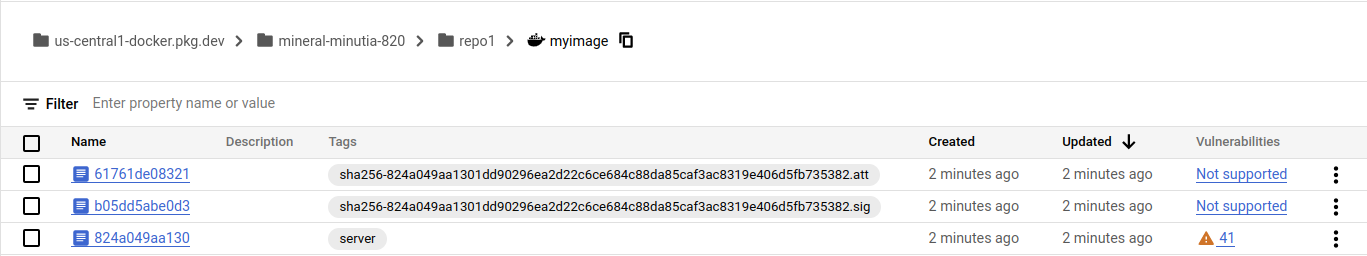 us-central1-docker.pkg.dev > mineral-minutia-820 > repo1 > myimage
Filter Enter property name or value
Name Description Tags Created Updated Vulnerabilities
61761de08321 sha256-824a049aa1301dd90296ea2d22c6ce684c88da85caf3ac8319e406d5fb735382.att 2 minutes ago 2 minutes ago Not supported
b05dd5abe0d3 sha256-824a049aa1301dd90296ea2d22c6ce684c88da85caf3ac8319e406d5fb735382.sig 2 minutes ago 2 minutes ago Not supported
824a049aa130 server 2 minutes ago 2 minutes ago 41